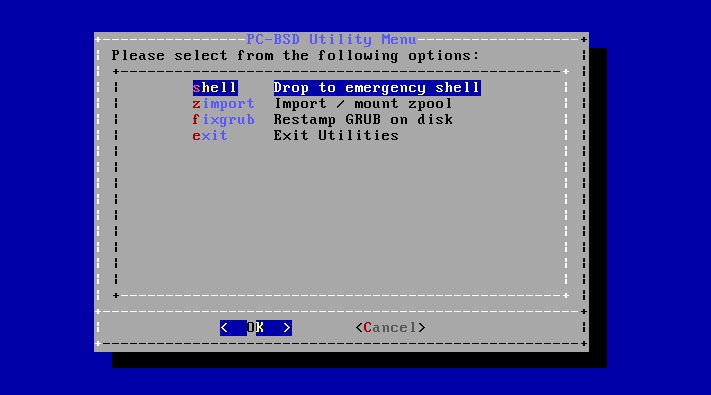 PC-BSD Utility Menu
Please select from the following options:
shell Drop to emergency shell
zimport Import / mount zpool
fixgrub Restamp GRUB on disk
exit Exit Utilities
< OK > <Cancel>